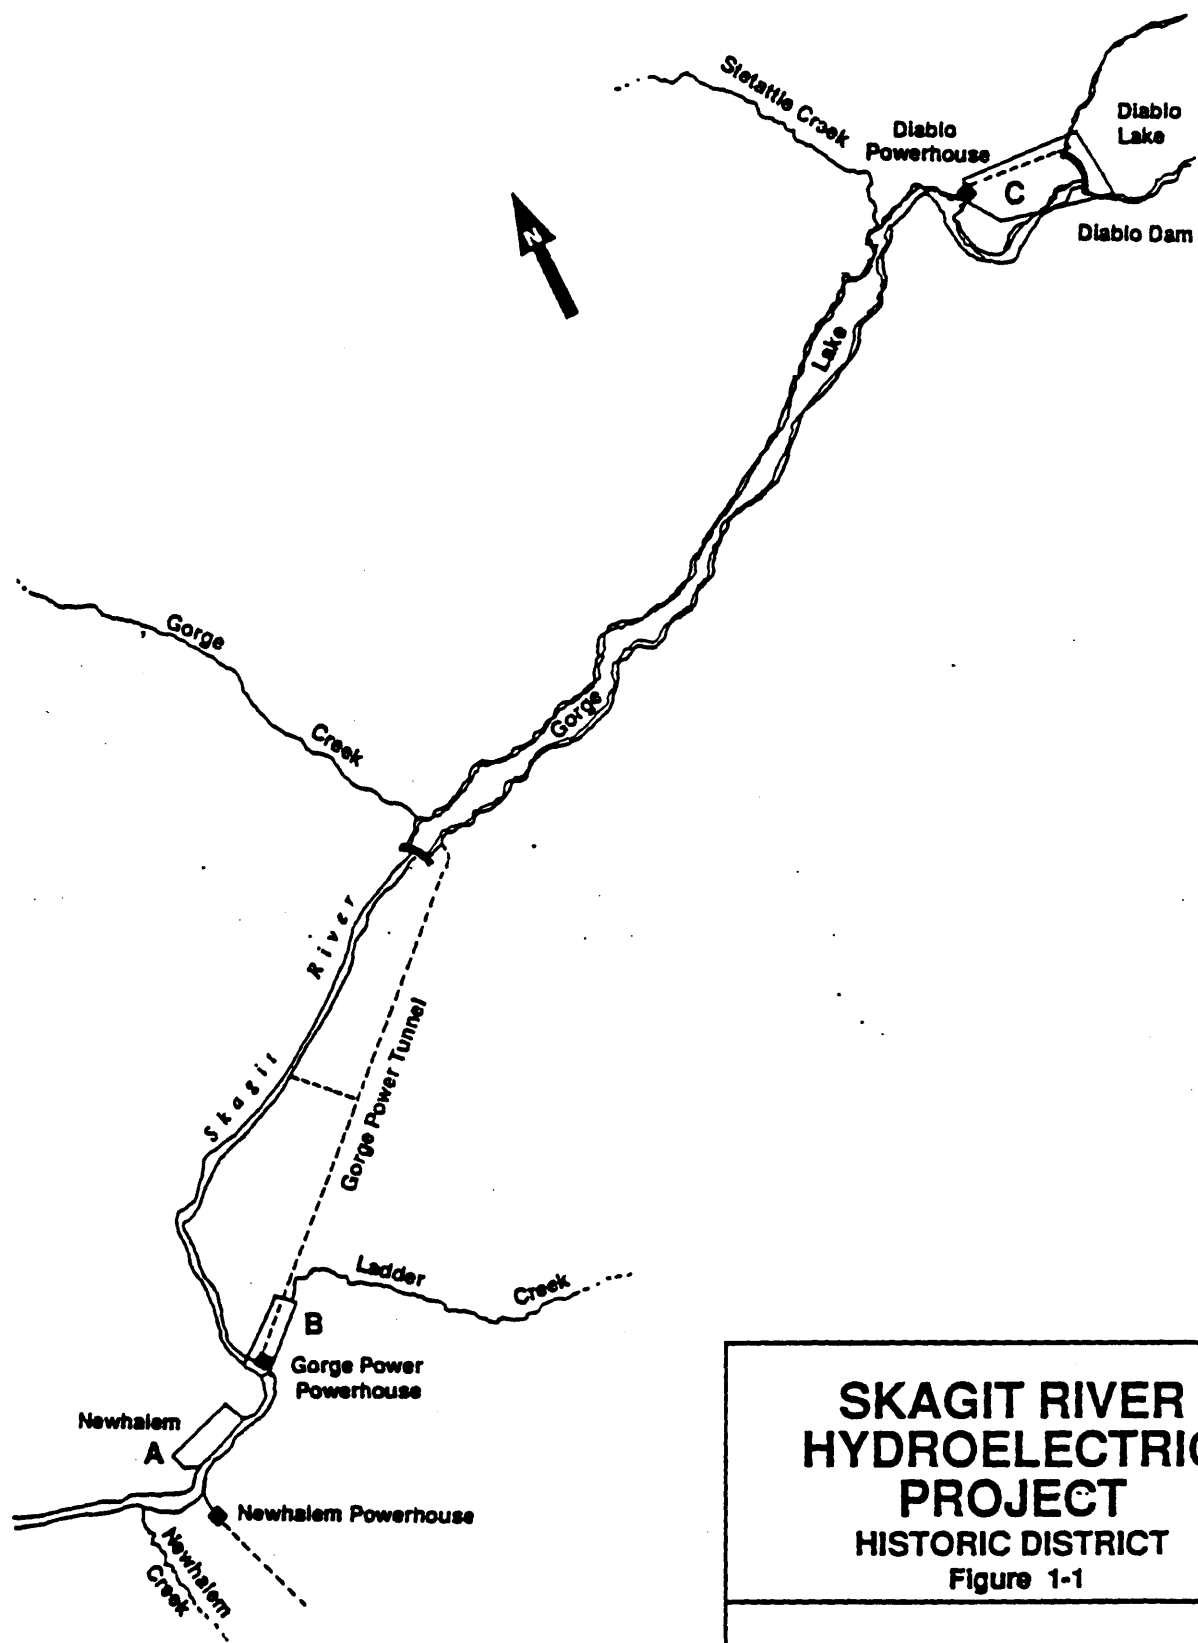 Stetattle Creek
Diablo
Powerhouse
Diablo
Lake
C
Diablo Dam
N
Lake
Gorge
Gorge
Creek
River
Skagit
Gorge Power Tunnel
Ladder
Creek
B
Gorge Power
Powerhouse
Newhalem
A
Newhalem Powerhouse
Newhalem
Creek
SKAGIT RIVER
HYDROELECTRIC
PROJECT
HISTORIC DISTRICT
Figure 1-1